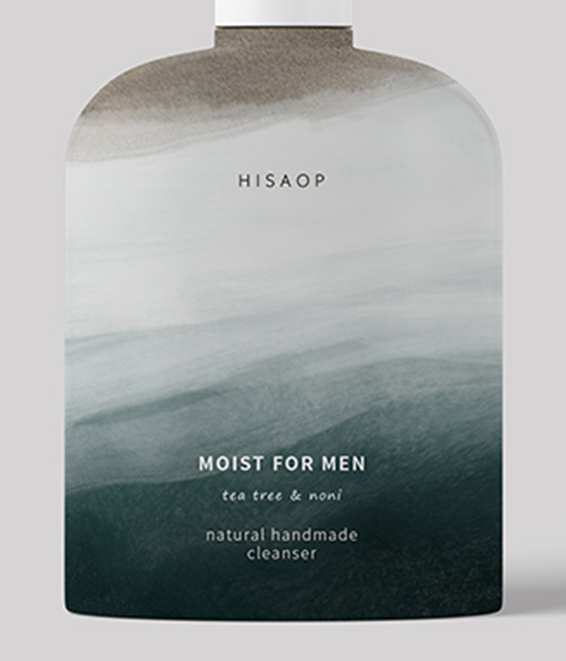 HISAOP
MOIST FOR MEN
tea tree & noni
natural handmade
cleanser